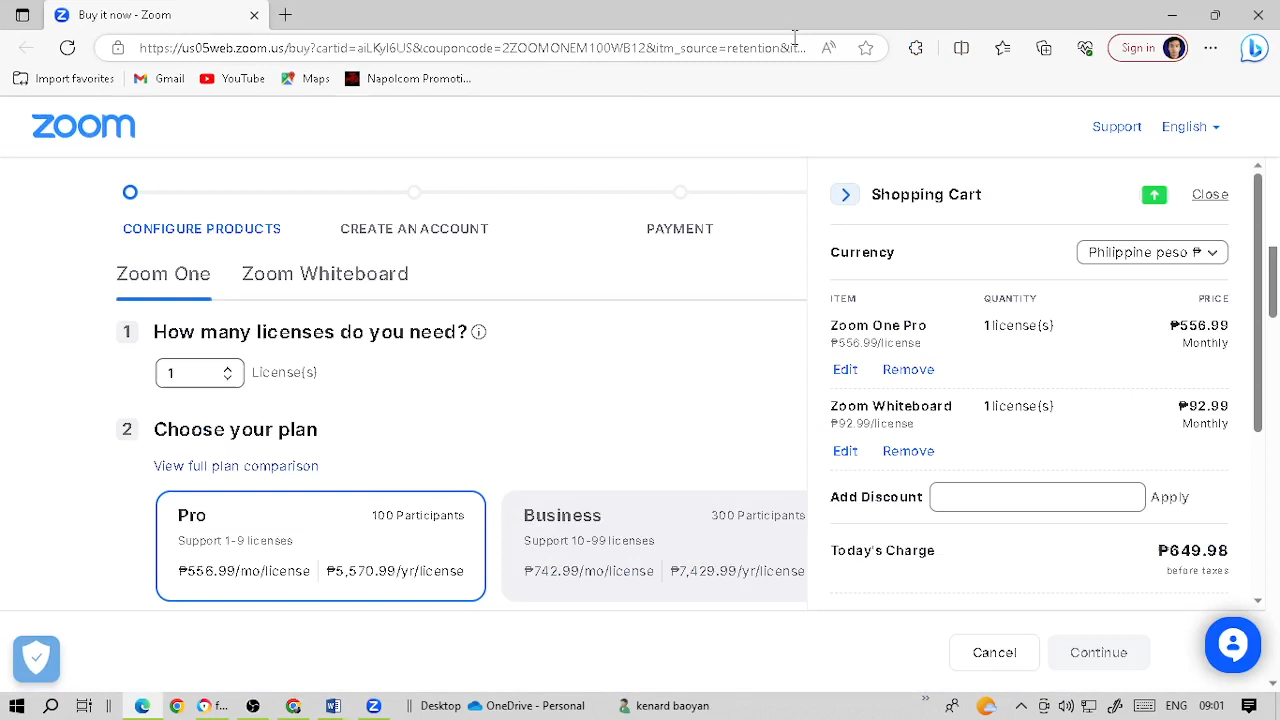 Buy it now - Zoom
https://us05web.zoom.us/buy?cartid=aiLKyI6US&couponcode=2ZOOMONEM100WB12&itm_source=retention&it...
Sign in
Import favorites
Gmail
YouTube
Maps
Napolcom Promoti...
zoom
Support
English
CONFIGURE PRODUCTS
CREATE AN ACCOUNT
PAYMENT
Zoom One
Zoom Whiteboard
1 How many licenses do you need?
1 License(s)
2 Choose your plan
View full plan comparison
Pro 100 Participants
Support 1-9 licenses
₱556.99/mo/license ₱5,570.99/yr/license
Business 300 Participants
Support 10-99 licenses
₱742.99/mo/license ₱7,429.99/yr/license
Shopping Cart
Close
Currency Philippine peso ₱
ITEM QUANTITY PRICE
Zoom One Pro 1 license(s) ₱556.99
₱556.99/license Monthly
Edit Remove
Zoom Whiteboard 1 license(s) ₱92.99
₱92.99/license Monthly
Edit Remove
Add Discount Apply
Today's Charge ₱649.98
before taxes
Cancel
Continue
f...
Desktop
OneDrive - Personal
kenard baoyan
ENG
09:01